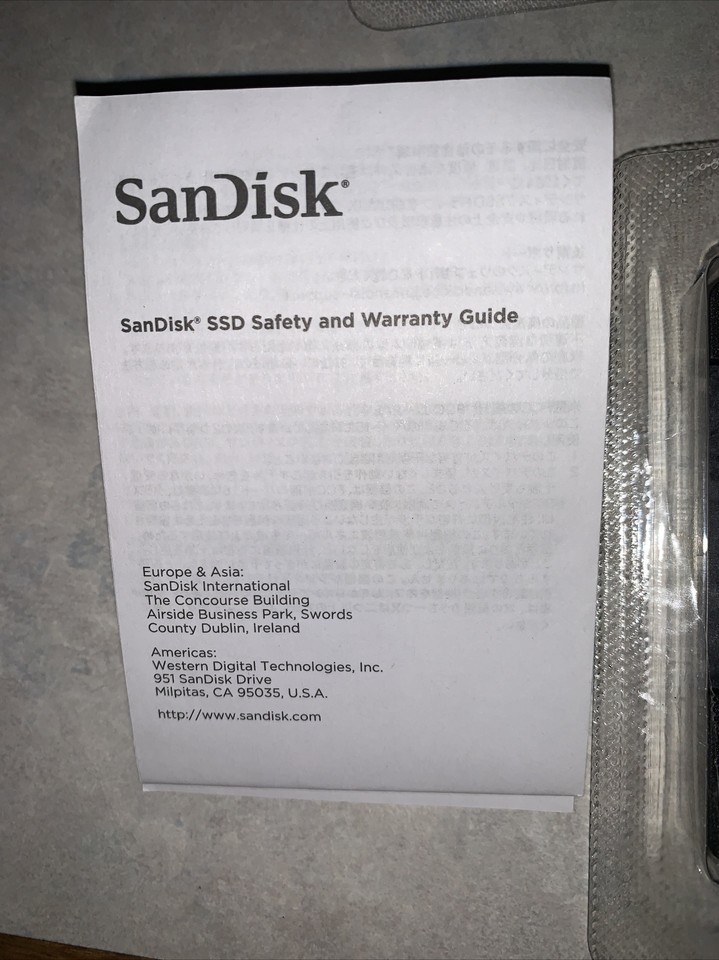 SanDisk®
SanDisk® SSD Safety and Warranty Guide
Europe & Asia:
SanDisk International
The Concourse Building
Airside Business Park, Swords
County Dublin, Ireland
Americas:
Western Digital Technologies, Inc.
951 SanDisk Drive
Milpitas, CA 95035, U.S.A.
http://www.sandisk.com